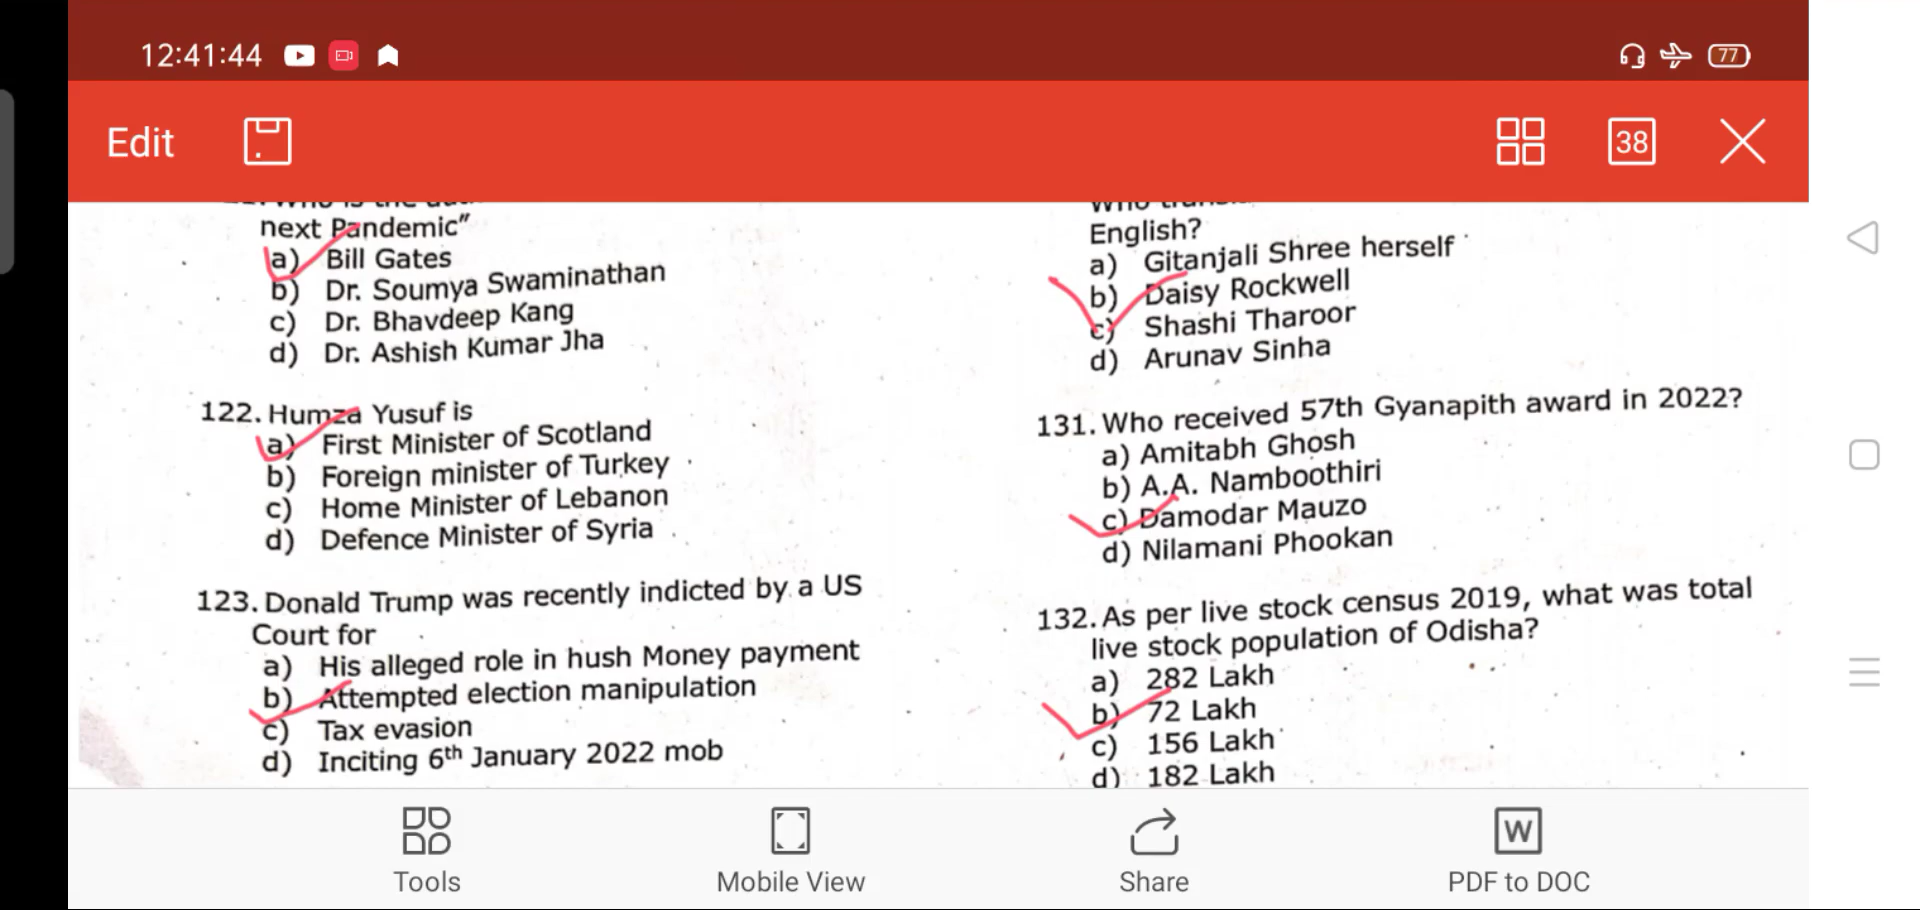 12:41:44
77
Edit
38
next Pandemic"
a) Bill Gates
b) Dr. Soumya Swaminathan
c) Dr. Bhavdeep Kang
d) Dr. Ashish Kumar Jha
122. Humza Yusuf is
a) First Minister of Scotland
b) Foreign minister of Turkey
c) Home Minister of Lebanon
d) Defence Minister of Syria
123. Donald Trump was recently indicted by a US
Court for
a) His alleged role in hush Money payment
b) Attempted election manipulation
c) Tax evasion
d) Inciting 6th January 2022 mob
English?
a) Gitanjali Shree herself
b) Daisy Rockwell
c) Shashi Tharoor
d) Arunav Sinha
131. Who received 57th Gyanapith award in 2022?
a) Amitabh Ghosh
b) A.A. Namboothiri
c) Damodar Mauzo
d) Nilamani Phookan
132. As per live stock census 2019, what was total
live stock population of Odisha?
a) 282 Lakh
b) 72 Lakh
c) 156 Lakh
d) 182 Lakh
Tools
Mobile View
Share
W
PDF to DOC